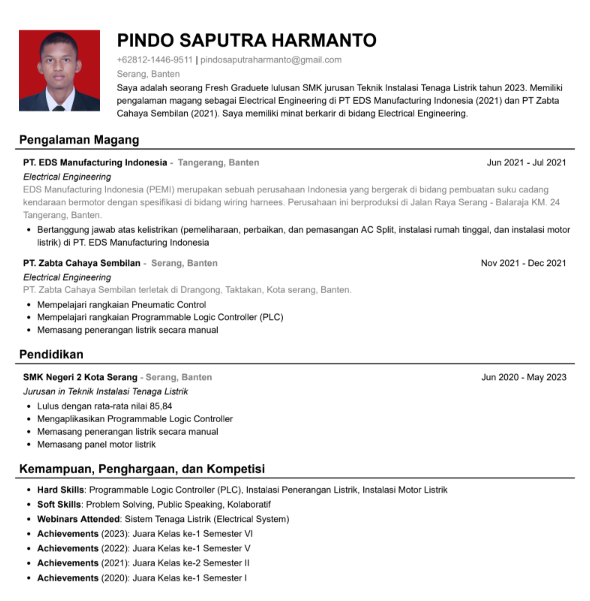 PINDO SAPUTRA HARMANTO
+62812-1446-9511 | pindosaputraharmanto@gmail.com
Serang, Banten
Saya adalah seorang Fresh Graduete lulusan SMK jurusan Teknik Instalasi Tenaga Listrik tahun 2023. Memiliki
pengalaman magang sebagai Electrical Engineering di PT EDS Manufacturing Indonesia (2021) dan PT Zabta
Cahaya Sembilan (2021). Saya memiliki minat berkarir di bidang Electrical Engineering.
Pengalaman Magang
PT. EDS Manufacturing Indonesia - Tangerang, Banten Jun 2021 - Jul 2021
Electrical Engineering
EDS Manufacturing Indonesia (PEMI) merupakan sebuah perusahaan Indonesia yang bergerak di bidang pembuatan suku cadang
kendaraan bermotor dengan spesifikasi di bidang wiring harnees. Perusahaan ini berproduksi di Jalan Raya Serang - Balaraja KM. 24
Tangerang, Banten.
• Bertanggung jawab atas kelistrikan (pemeliharaan, perbaikan, dan pemasangan AC Split, instalasi rumah tinggal, dan instalasi motor
listrik) di PT. EDS Manufacturing Indonesia
PT. Zabta Cahaya Sembilan - Serang, Banten Nov 2021 - Dec 2021
Electrical Engineering
PT. Zabta Cahaya Sembilan terletak di Drangong, Taktakan, Kota serang, Banten.
• Mempelajari rangkaian Pneumatic Control
• Mempelajari rangkaian Programmable Logic Controller (PLC)
• Memasang penerangan listrik secara manual
Pendidikan
SMK Negeri 2 Kota Serang - Serang, Banten Jun 2020 - May 2023
Jurusan in Teknik Instalasi Tenaga Listrik
• Lulus dengan rata-rata nilai 85,84
• Mengaplikasikan Programmable Logic Controller
• Memasang penerangan listrik secara manual
• Memasang panel motor listrik
Kemampuan, Penghargaan, dan Kompetisi
• Hard Skills: Programmable Logic Controller (PLC), Instalasi Penerangan Listrik, Instalasi Motor Listrik
• Soft Skills: Problem Solving, Public Speaking, Kolaboratif
• Webinars Attended: Sistem Tenaga Listrik (Electrical System)
• Achievements (2023): Juara Kelas ke-1 Semester VI
• Achievements (2022): Juara Kelas ke-1 Semester V
• Achievements (2021): Juara Kelas ke-2 Semester II
• Achievements (2020): Juara Kelas ke-1 Semester I